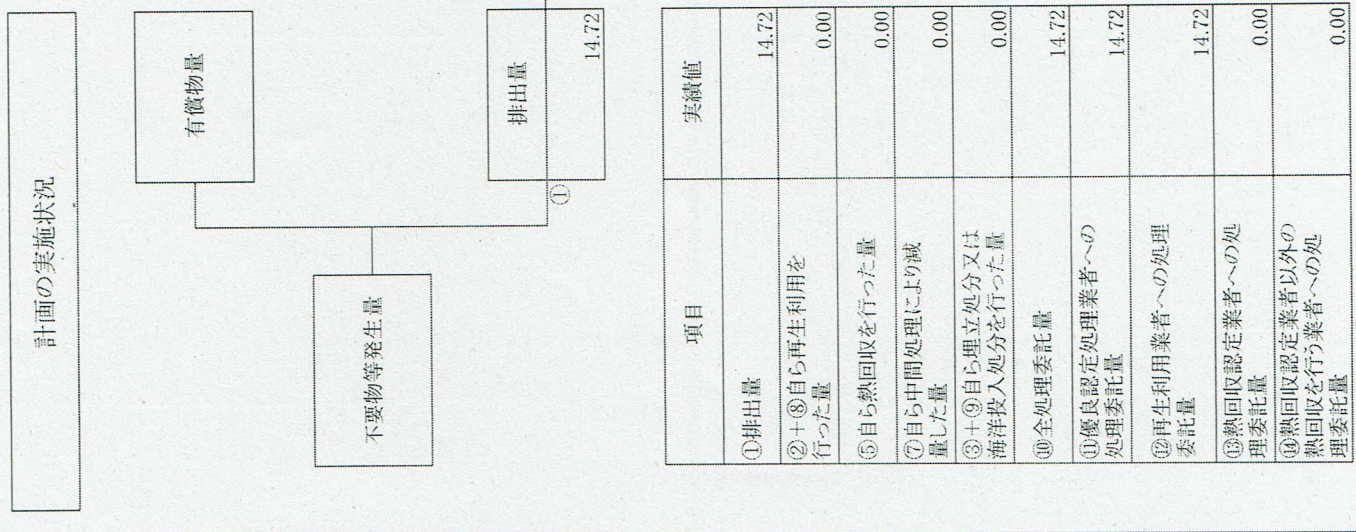 計画の実施状況
有償物量
不要物等発生量
排出量
①
14.72
項目
実績値
①排出量
14.72
②+⑧自ら再生利用を
行った量
0.00
⑤自ら熱回収を行った量
0.00
⑦自ら中間処理により減
量した量
0.00
③+⑨自ら埋立処分又は
海洋投入処分を行った量
0.00
⑩全処理委託量
14.72
⑪優良認定処理業者への
処理委託量
14.72
⑫再生利用業者への処理
委託量
14.72
⑬熱回収認定業者への処
理委託量
0.00
⑭熱回収認定業者以外の
熱回収を行う業者への処
理委託量
0.00